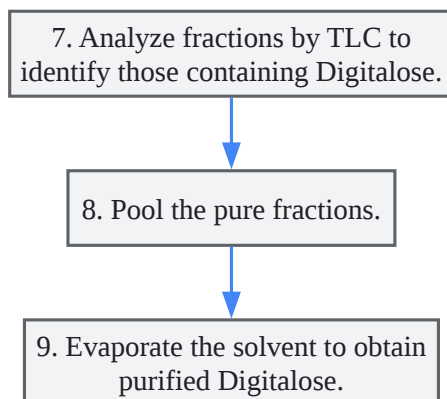 7. Analyze fractions by TLC to
identify those containing Digitalose.
8. Pool the pure fractions.
9. Evaporate the solvent to obtain
purified Digitalose.